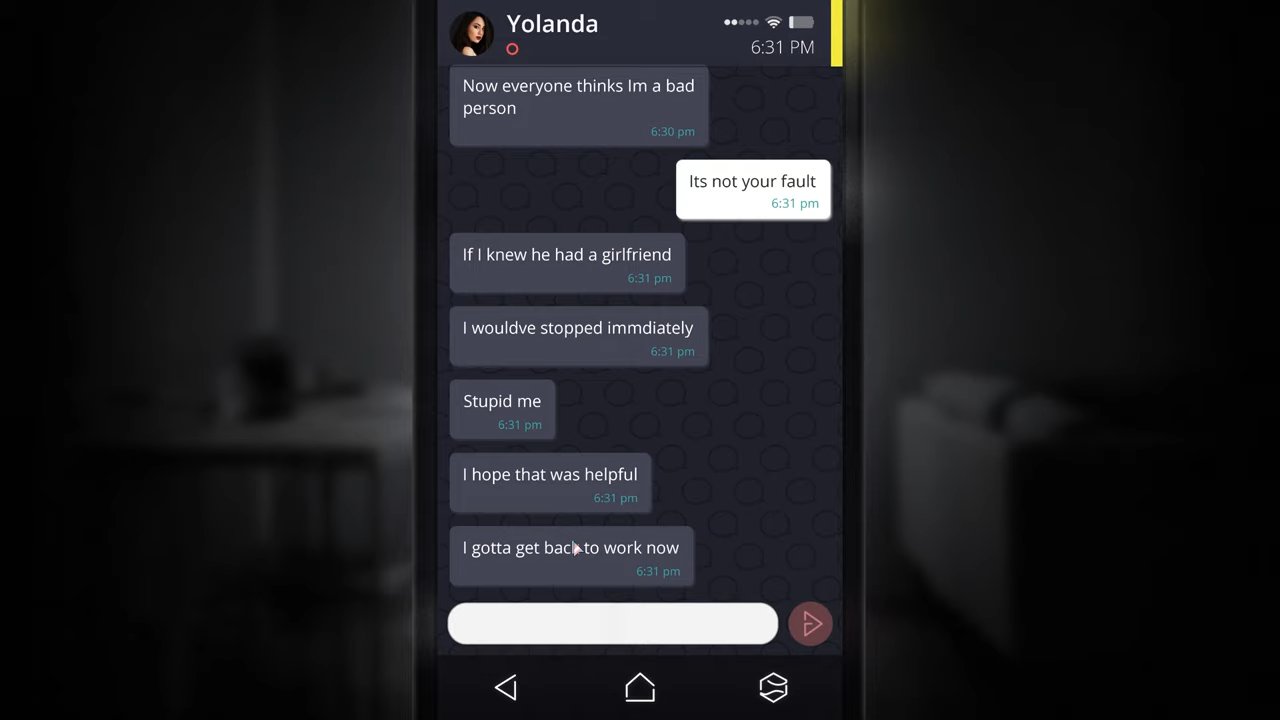 Yolanda
6:31 PM
Now everyone thinks Im a bad
person
6:30 pm
Its not your fault
6:31 pm
If I knew he had a girlfriend
6:31 pm
I wouldve stopped immdiately
6:31 pm
Stupid me
6:31 pm
I hope that was helpful
6:31 pm
I gotta get back to work now
6:31 pm